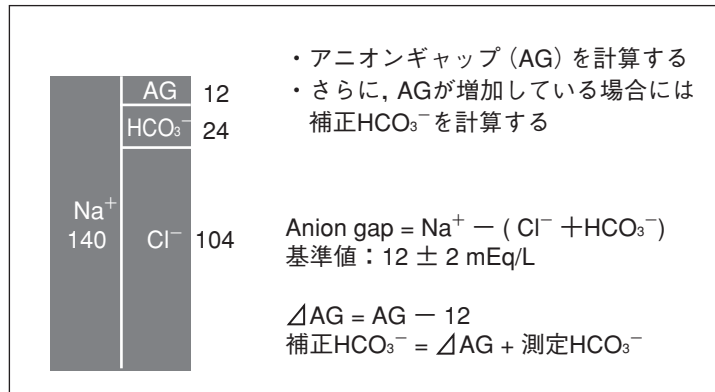 ・アニオンギャップ（AG）を計算する
・さらに, AGが増加している場合には
補正HCO₃⁻を計算する
AG 12
HCO₃⁻ 24
Na⁺
140
Cl⁻ 104
Anion gap = Na⁺ − ( Cl⁻ ＋HCO₃⁻)
基準値：12 ± 2 mEq/L
⊿AG = AG − 12
補正HCO₃⁻ = ⊿AG + 測定HCO₃⁻